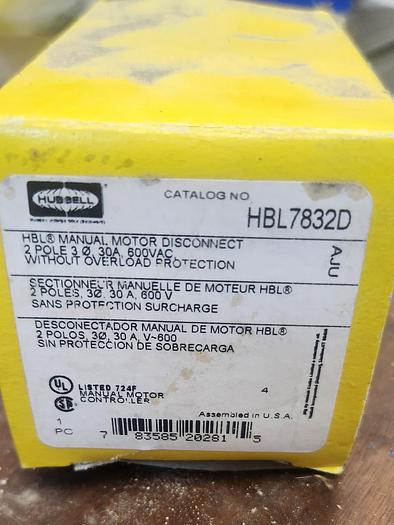 HUBBELL
CATALOG NO
HBL7832D
AJU
HBL® MANUAL MOTOR DISCONNECT
2 POLE 3 Ø, 30A, 600VAC
WITHOUT OVERLOAD PROTECTION
SECTIONNEUR MANUELLE DE MOTEUR HBL®
2 POLES, 3Ø, 30 A, 600 V
SANS PROTECTION SURCHARGE
DESCONECTADOR MANUAL DE MOTOR HBL®
2 POLOS, 3Ø, 30 A, V~600
SIN PROTECCION DE SOBRECARGA
UL
LISTED 724F
MANUAL MOTOR
CONTROLLER
SA
4
Assembled in U.S.A.
1
PC
7 83585 20281 5